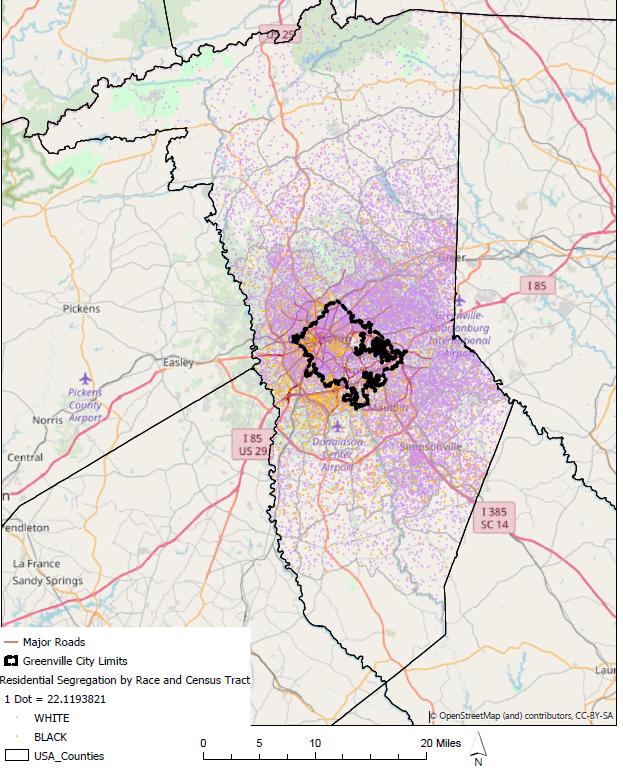 US 25
Greer
I 85
Greenville-
Spartanburg
International
Airport
Pickens
Easley
Pickens
County
Airport
Norris
I 85
US 29
Mauldin
Donaldson
Center
Airport
Simpsonville
Central
n
endleton
I 385
SC 14
La France
Sandy Springs
Laur
Major Roads
Greenville City Limits
Residential Segregation by Race and Census Tract
1 Dot = 22.1193821
WHITE
BLACK
USA_Counties
© OpenStreetMap (and) contributors, CC-BY-SA
0 5 10 20 Miles
N